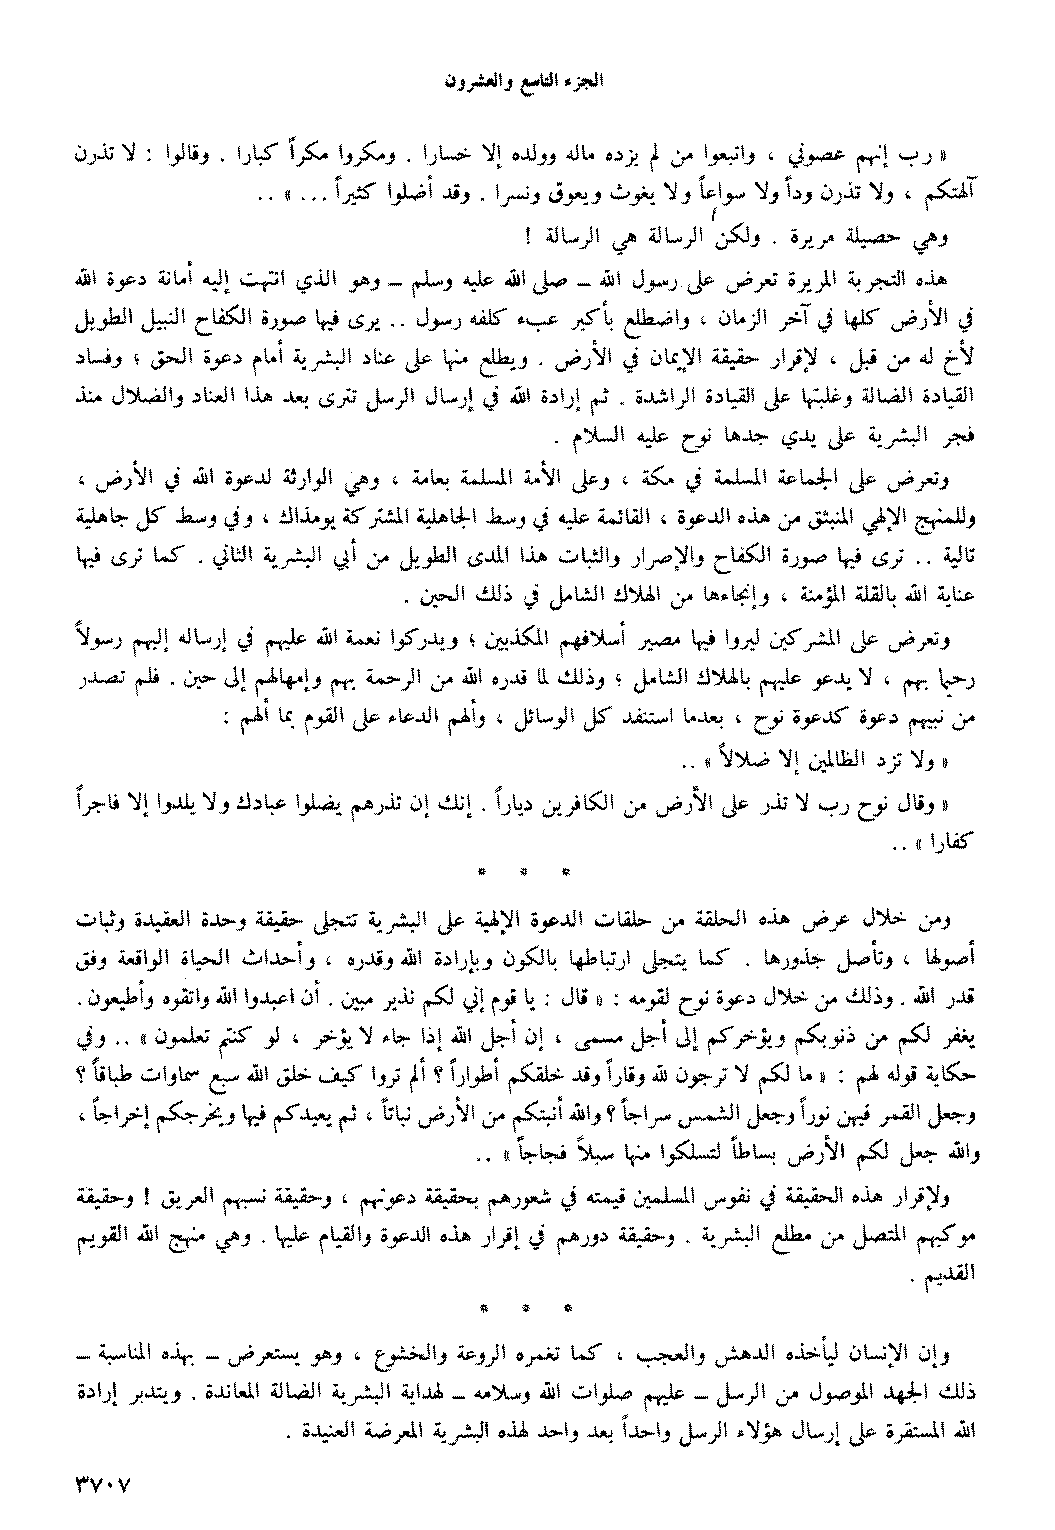 الجزء التاسع والعشرون
« رب إنهم عصوني ، واتبعوا من لم يزده ماله وولده إلا خسارا . ومكروا مكراً كبارا . وقالوا : لا تذرن
آلهتكم ، ولا تذرن وداً ولا سواعاً ولا يغوث ويعوق ونسرا . وقد أضلوا كثيراً ... » ..
وهي حصيلة مريرة . ولكن الرسالة هي الرسالة !
هذه التجربة المريرة تعرض على رسول الله – صلى الله عليه وسلم – وهو الذي انتهت إليه أمانة دعوة الله
في الأرض كلها في آخر الزمان ، واضطلع بأكبر عبء كلفه رسول .. يرى فيها صورة الكفاح النبيل الطويل
لأخ له من قبل ، لإقرار حقيقة الإيمان في الأرض . ويطلع منها على عناد البشرية أمام دعوة الحق ؛ وفساد
القيادة الضالة وغلبتها على القيادة الراشدة . ثم إرادة الله في إرسال الرسل تترى بعد هذا العناد والضلال منذ
فجر البشرية على يدي جدها نوح عليه السلام .
وتعرض على الجماعة المسلمة في مكة ، وعلى الأمة المسلمة بعامة ، وهي الوارثة لدعوة الله في الأرض ،
وللمنهج الإلهي المنبثق من هذه الدعوة ، القائمة عليه في وسط الجاهلية المشتركة يومذاك ، وفي وسط كل جاهلية
تالية .. ترى فيها صورة الكفاح والإصرار والثبات هذا المدى الطويل من أبي البشرية الثاني . كما ترى فيها
عناية الله بالقلة المؤمنة ، وإنجاءها من الهلاك الشامل في ذلك الحين .
وتعرض على المشركين ليروا فيها مصير أسلافهم المكذبين ؛ ويدركوا نعمة الله عليهم في إرساله إليهم رسولاً
رحيما بهم ، لا يدعو عليهم بالهلاك الشامل ؛ وذلك لما قدره الله من الرحمة بهم وإمهالهم إلى حين . فلم تصدر
من نبيهم دعوة كدعوة نوح ، بعدما استنفد كل الوسائل ، وألهم الدعاء على القوم بما ألهم :
« ولا تزد الظالمين إلا ضلالاً » ..
« وقال نوح رب لا تذر على الأرض من الكافرين دياراً . إنك إن تذرهم يضلوا عبادك ولا يلدوا إلا فاجراً
كفارا » ..
* * *
ومن خلال عرض هذه الحلقة من حلقات الدعوة الإلهية على البشرية تتجلى حقيقة وحدة العقيدة وثبات
أصولها ، وتأصل جذورها . كما يتجلى ارتباطها بالكون وبإرادة الله وقدره ، وأحداث الحياة الواقعة وفق
قدر الله . وذلك من خلال دعوة نوح لقومه : « قال : يا قوم إني لكم نذير مبين . أن اعبدوا الله واتقوه وأطيعون.
يغفر لكم من ذنوبكم ويؤخركم إلى أجل مسمى ، إن أجل الله إذا جاء لا يؤخر ، لو كنتم تعلمون » .. وفي
حكاية قوله لهم : « ما لكم لا ترجون لله وقاراً وقد خلقكم أطواراً ؟ ألم تروا كيف خلق الله سبع سماوات طباقاً ؟
وجعل القمر فيهن نوراً وجعل الشمس سراجاً ؟ والله أنبتكم من الأرض نباتاً ، ثم يعيدكم فيها ويخرجكم إخراجاً ،
والله جعل لكم الأرض بساطاً لتسلكوا منها سبلاً فجاجاً » ..
ولإقرار هذه الحقيقة في نفوس المسلمين قيمته في شعورهم بحقيقة دعوتهم ، وحقيقة نسبهم العريق ! وحقيقة
موكبهم المتصل من مطلع البشرية . وحقيقة دورهم في إقرار هذه الدعوة والقيام عليها . وهي منهج الله القويم
القديم .
* * *
وإن الإنسان ليأخذه الدهش والعجب ، كما تغمره الروعة والخشوع ، وهو يستعرض – بهذه المناسبة –
ذلك الجهد الموصول من الرسل – عليهم صلوات الله وسلامه – لهداية البشرية الضالة المعاندة . ويتدبر إرادة
الله المستقرة على إرسال هؤلاء الرسل واحداً بعد واحد لهذه البشرية المعرضة العنيدة .
٣٧٠٧